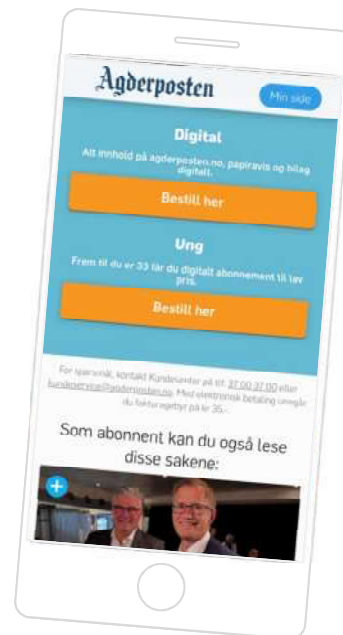 Agderposten
Min side
Digital
Alt innhold på agderposten.no, papiravis og bilag
digitalt.
Bestill her
Ung
Frem til du er 33 får du digitalt abonnement til lav
pris.
Bestill her
For spørsmål, kontakt Kundesenter på tlf. 37 00 37 00 eller
kundeservice@agderposten.no. Med elektronisk betaling unngår
du fakturagebyr på kr 35,-.
Som abonnent kan du også lese
disse sakene: